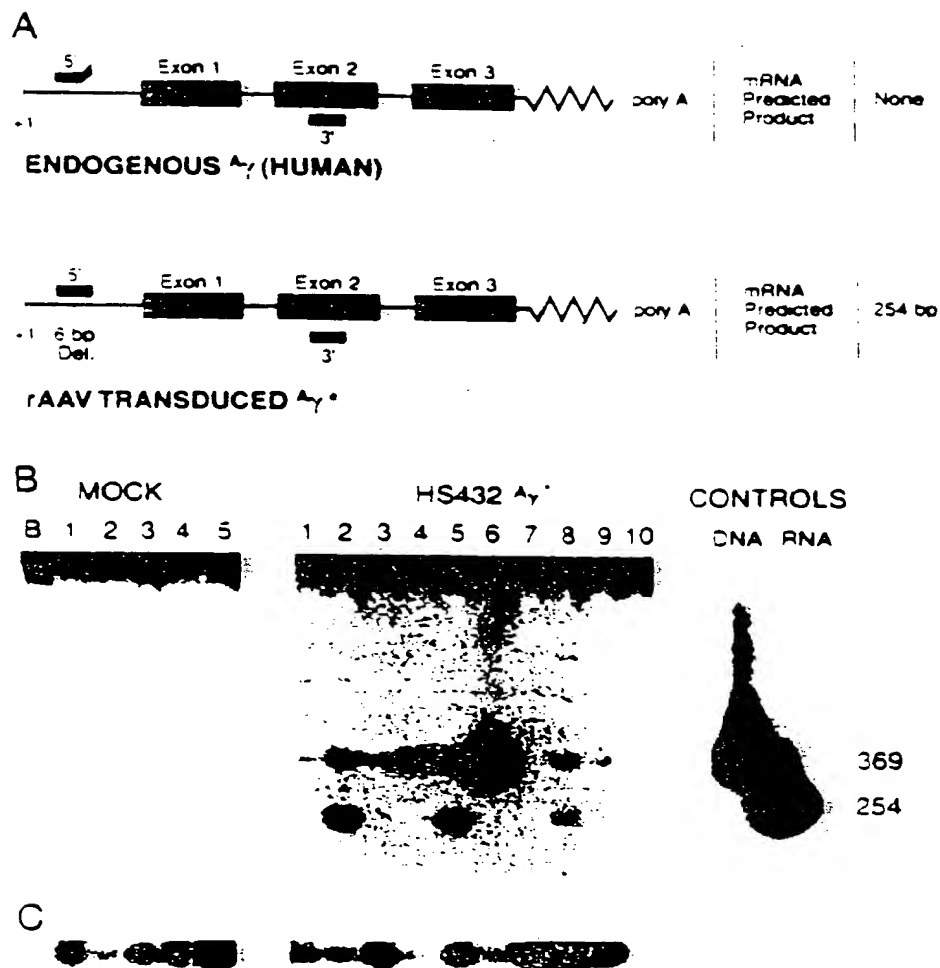 A
5'
Exon 1 Exon 2 Exon 3
mRNA
poly A Predicted None
Product
+1
3'
ENDOGENOUS Aγ (HUMAN)
5'
Exon 1 Exon 2 Exon 3
mRNA
poly A Predicted 254 bp
Product
+1 6 bp
Del.
3'
rAAV TRANSDUCED Aγ*
B
MOCK HS432 Aγ* CONTROLS
B 1 2 3 4 5 1 2 3 4 5 6 7 8 9 10 DNA RNA
369
254
C